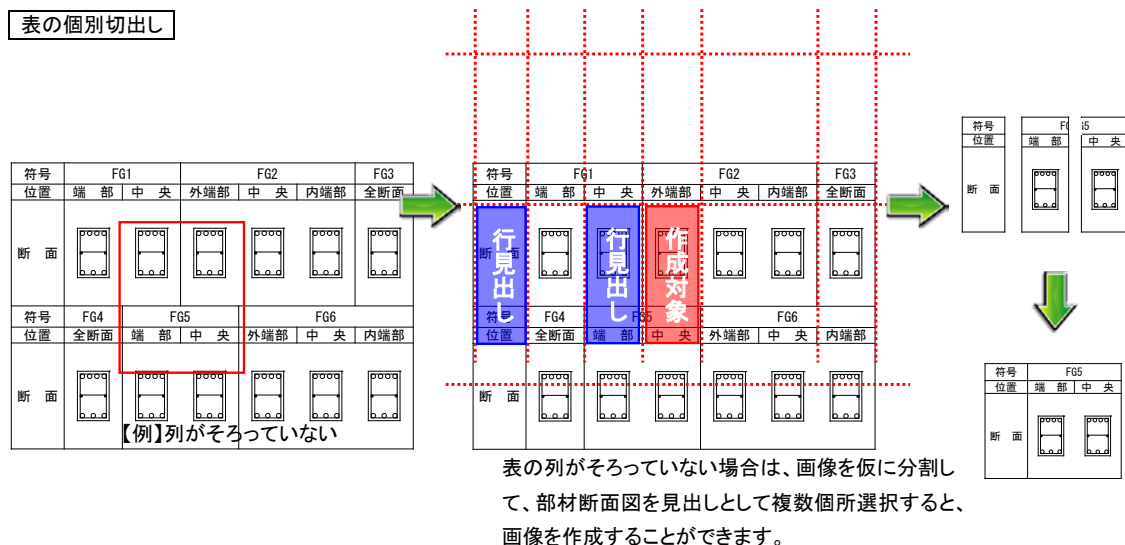 表の個別切出し
符号 FG1 FG2 FG3
位置 端 部 中 央 外端部 中 央 内端部 全断面
断 面
符号 FG4 FG5 FG6
位置 全断面 端 部 中 央 外端部 中 央 内端部
断 面
【例】列がそろっていない
符号 FG1 FG2 FG3
位置 端 部 中 央 外端部 中 央 内端部 全断面
断 面
行見出し
行見出し
作成対象
符号 FG4 FG5 FG6
位置 全断面 端 部 中 央 外端部 中 央 内端部
断 面
表の列がそろっていない場合は、画像を仮に分割し
て、部材断面図を見出しとして複数個所選択すると、
画像を作成することができます。
符号 FG5
位置 端 部 中 央
断 面
符号 FG5
位置 端 部 中 央
断 面